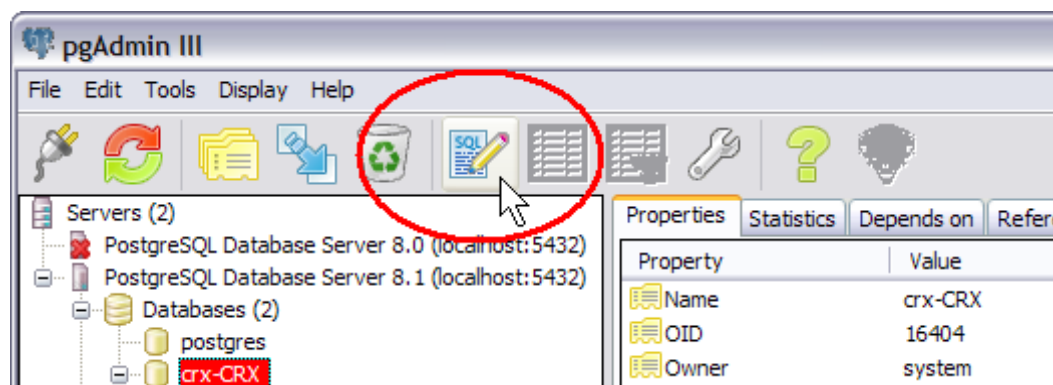 pgAdmin III
File Edit Tools Display Help
SQL
Servers (2)
PostgreSQL Database Server 8.0 (localhost:5432)
PostgreSQL Database Server 8.1 (localhost:5432)
Databases (2)
postgres
crx-CRX
Properties Statistics Depends on Refere
Property Value
Name crx-CRX
OID 16404
Owner system